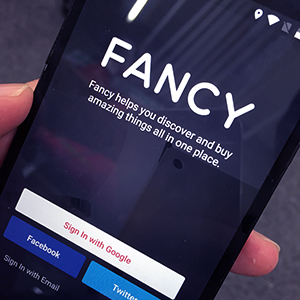 FANCY
Fancy helps you discover and buy
amazing things all in one place.
Sign in with Google
Facebook
Twitter
Sign In with Email